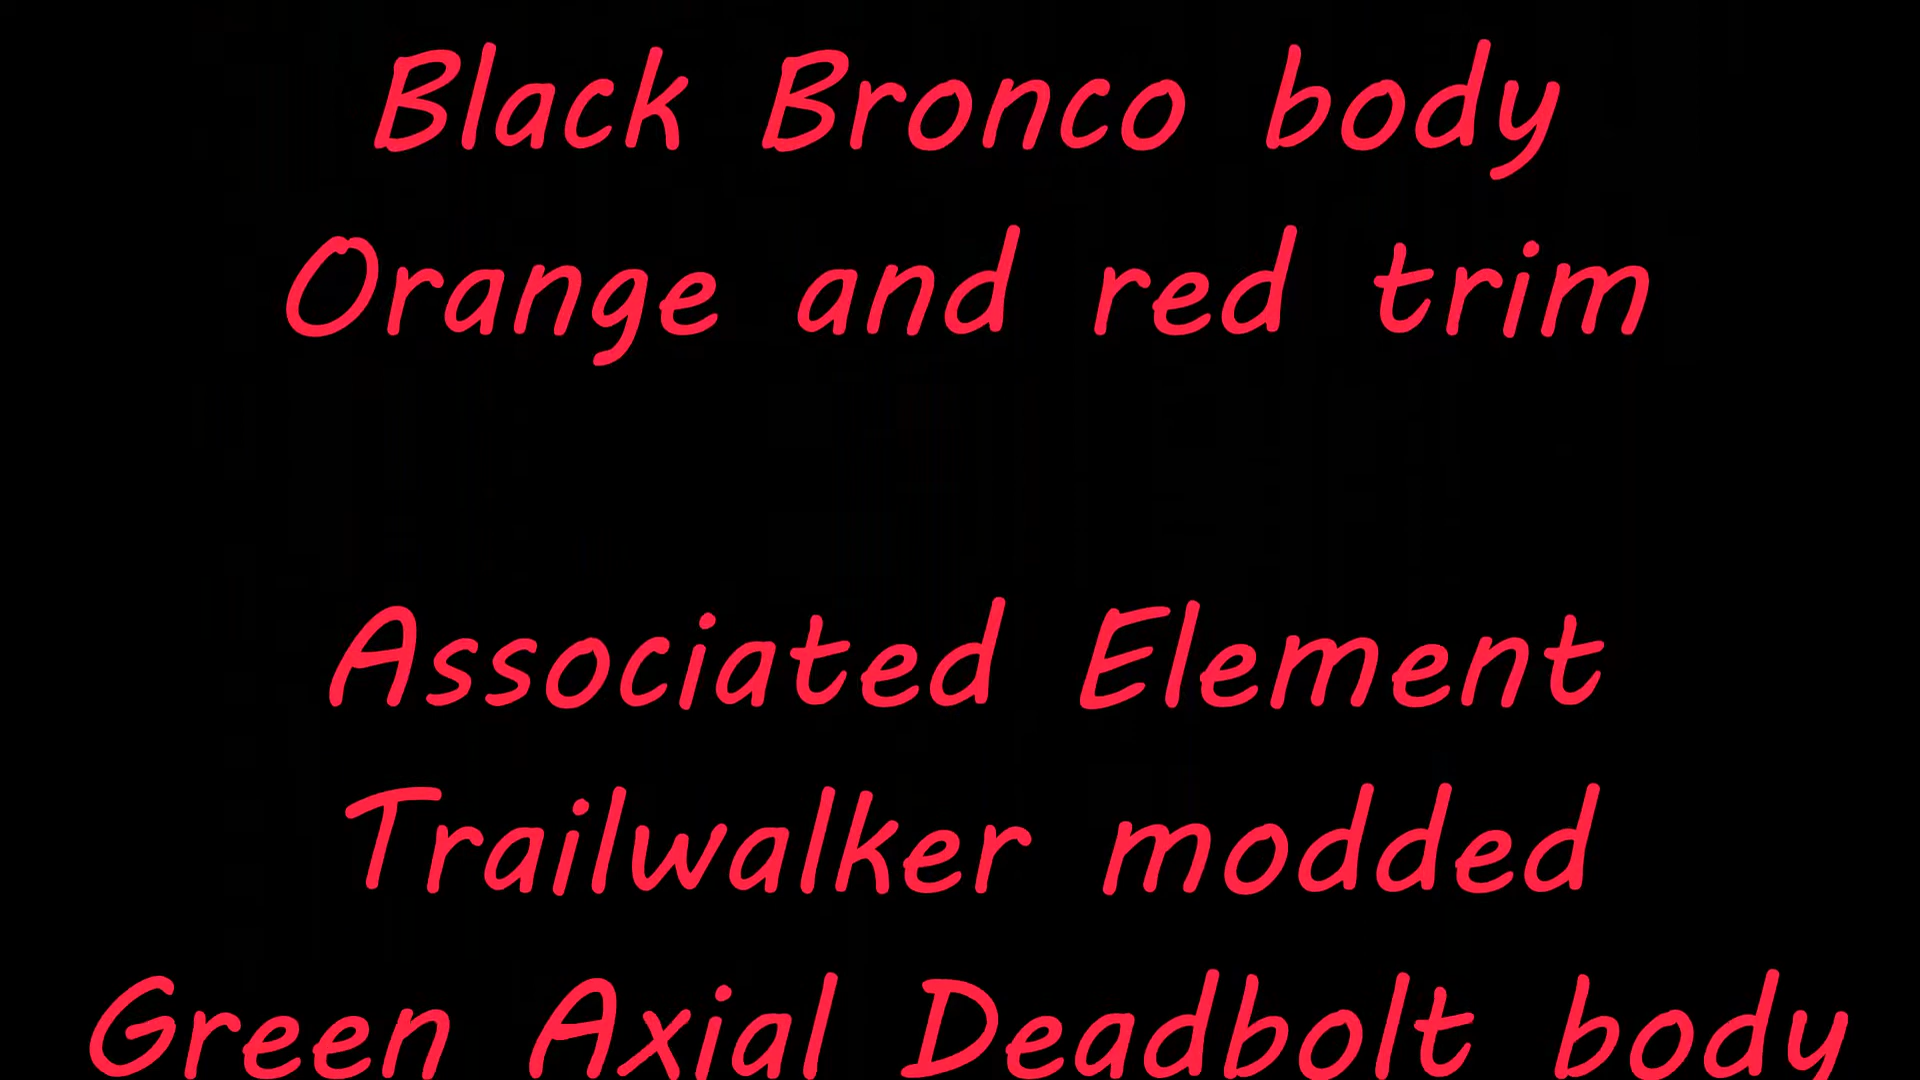 Black Bronco body
Orange and red trim
Associated Element
Trailwalker modded
Green Axial Deadbolt body